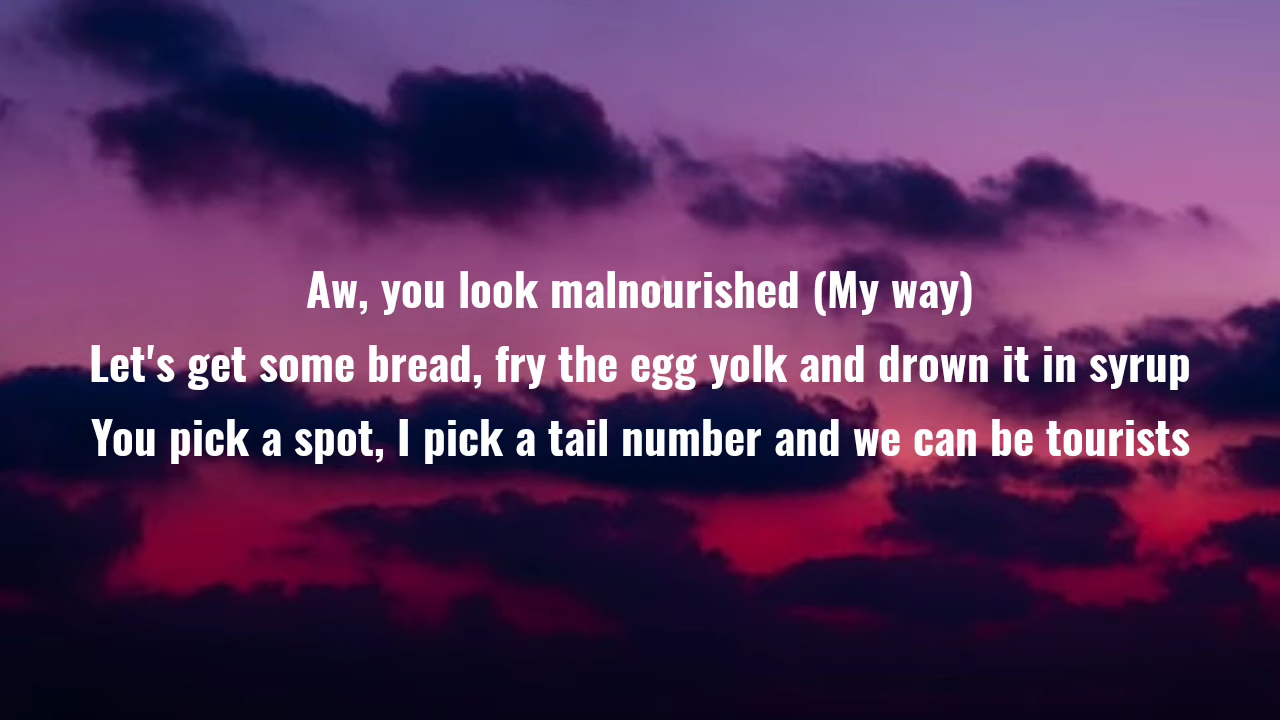 Aw, you look malnourished (My way)
Let's get some bread, fry the egg yolk and drown it in syrup
You pick a spot, I pick a tail number and we can be tourists